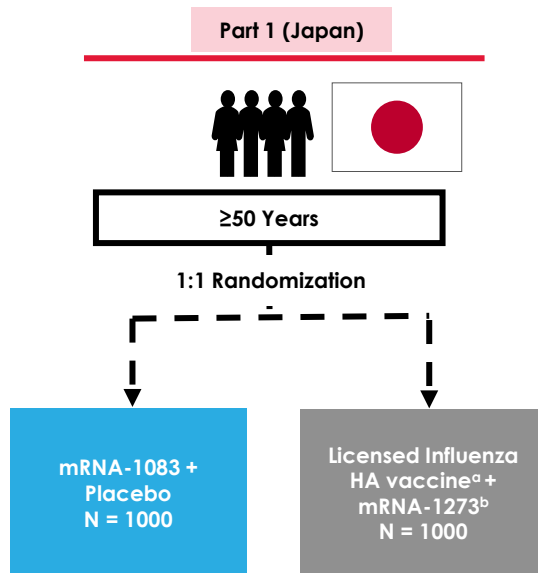 Part 1 (Japan)
≥50 Years
1:1 Randomization
mRNA-1083 +
Placebo
N = 1000
Licensed Influenza
HA vaccineᵃ +
mRNA-1273ᵇ
N = 1000